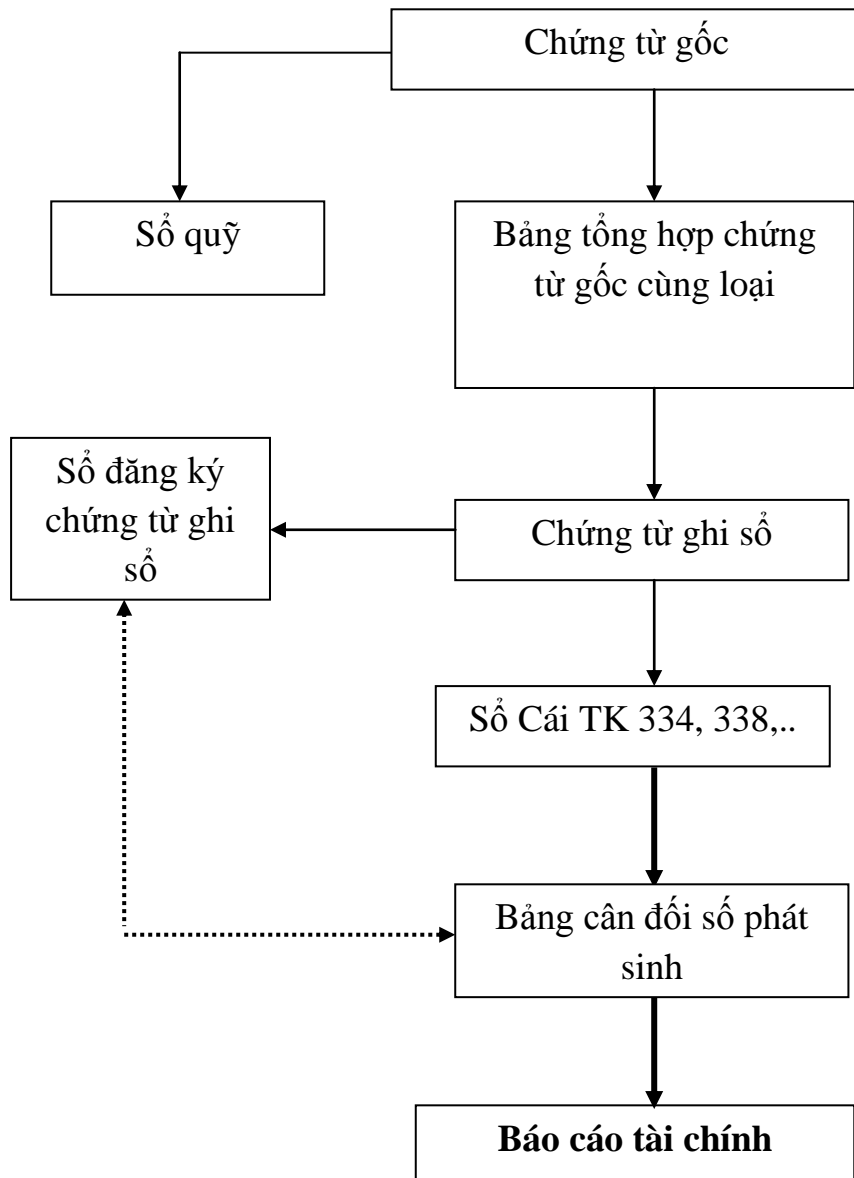 Chứng từ gốc
Sổ quỹ
Bảng tổng hợp chứng
từ gốc cùng loại
Sổ đăng ký
chứng từ ghi
sổ
Chứng từ ghi sổ
Sổ Cái TK 334, 338,..
Bảng cân đối số phát
sinh
Báo cáo tài chính